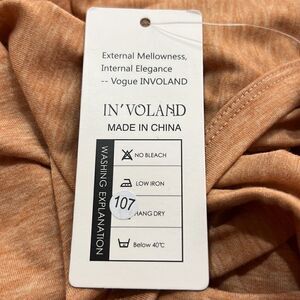 External Mellowness,
Internal Elegance
-- Vogue INVOLAND
IN'VOLAND
MADE IN CHINA
WASHING EXPLANATION
NO BLEACH
LOW IRON
107
HANG DRY
Below 40℃